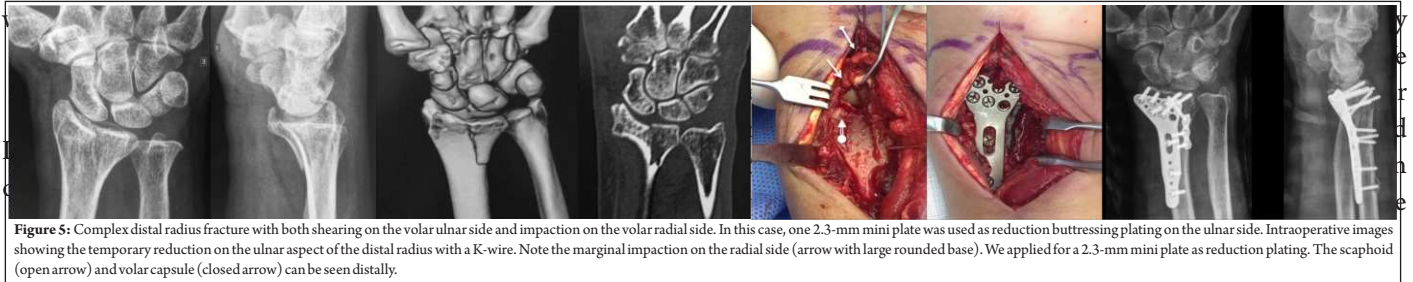 Figure 5: Complex distal radius fracture with both shearing on the volar ulnar side and impaction on the volar radial side. In this case, one 2.3-mm mini plate was used as reduction buttressing plating on the ulnar side. Intraoperative images
showing the temporary reduction on the ulnar aspect of the distal radius with a K-wire. Note the marginal impaction on the radial side (arrow with large rounded base). We applied for a 2.3-mm mini plate as reduction plating. The scaphoid
(open arrow) and volar capsule (closed arrow) can be seen distally.